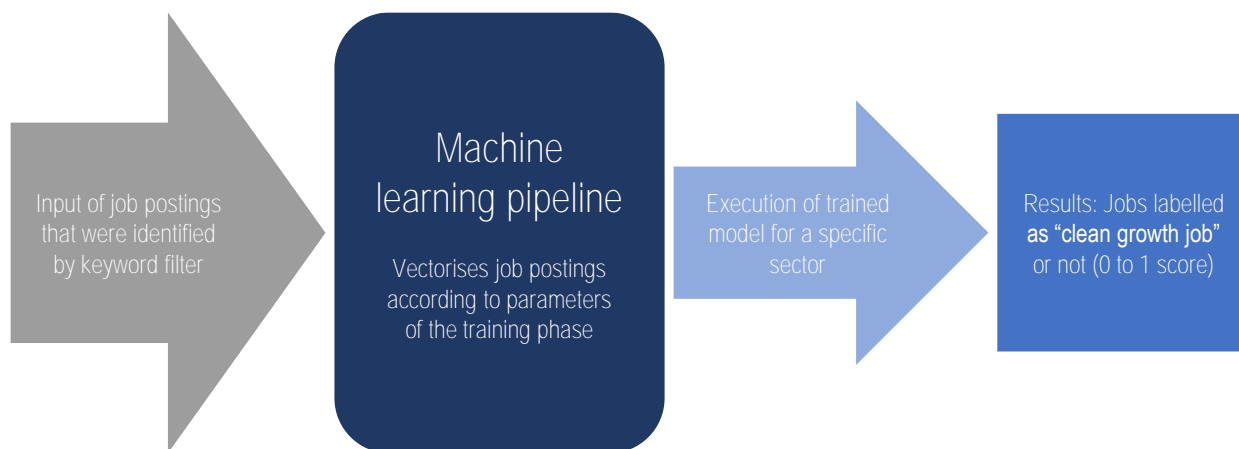 Input of job postings
that were identified
by keyword filter
Machine
learning pipeline
Vectorises job postings
according to parameters
of the training phase
Execution of trained
model for a specific
sector
Results: Jobs labelled
as “clean growth job”
or not (0 to 1 score)